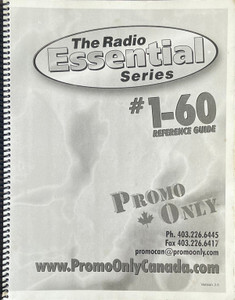 The Radio
Essential
Series
#1-60
REFERENCE GUIDE
PROMO
ONLY
Ph. 403.226.6445
Fax 403.226.6417
promocan@promoonly.com
www.PromoOnlyCanada.com